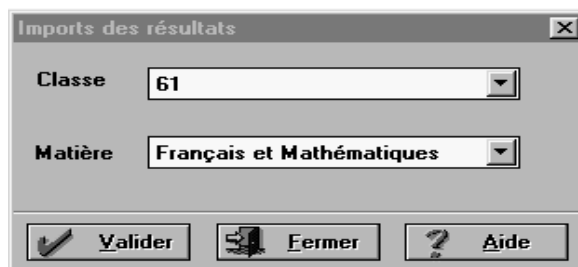 Imports des résultats
Classe 61
Matière Français et Mathématiques
Valider Fermer Aide